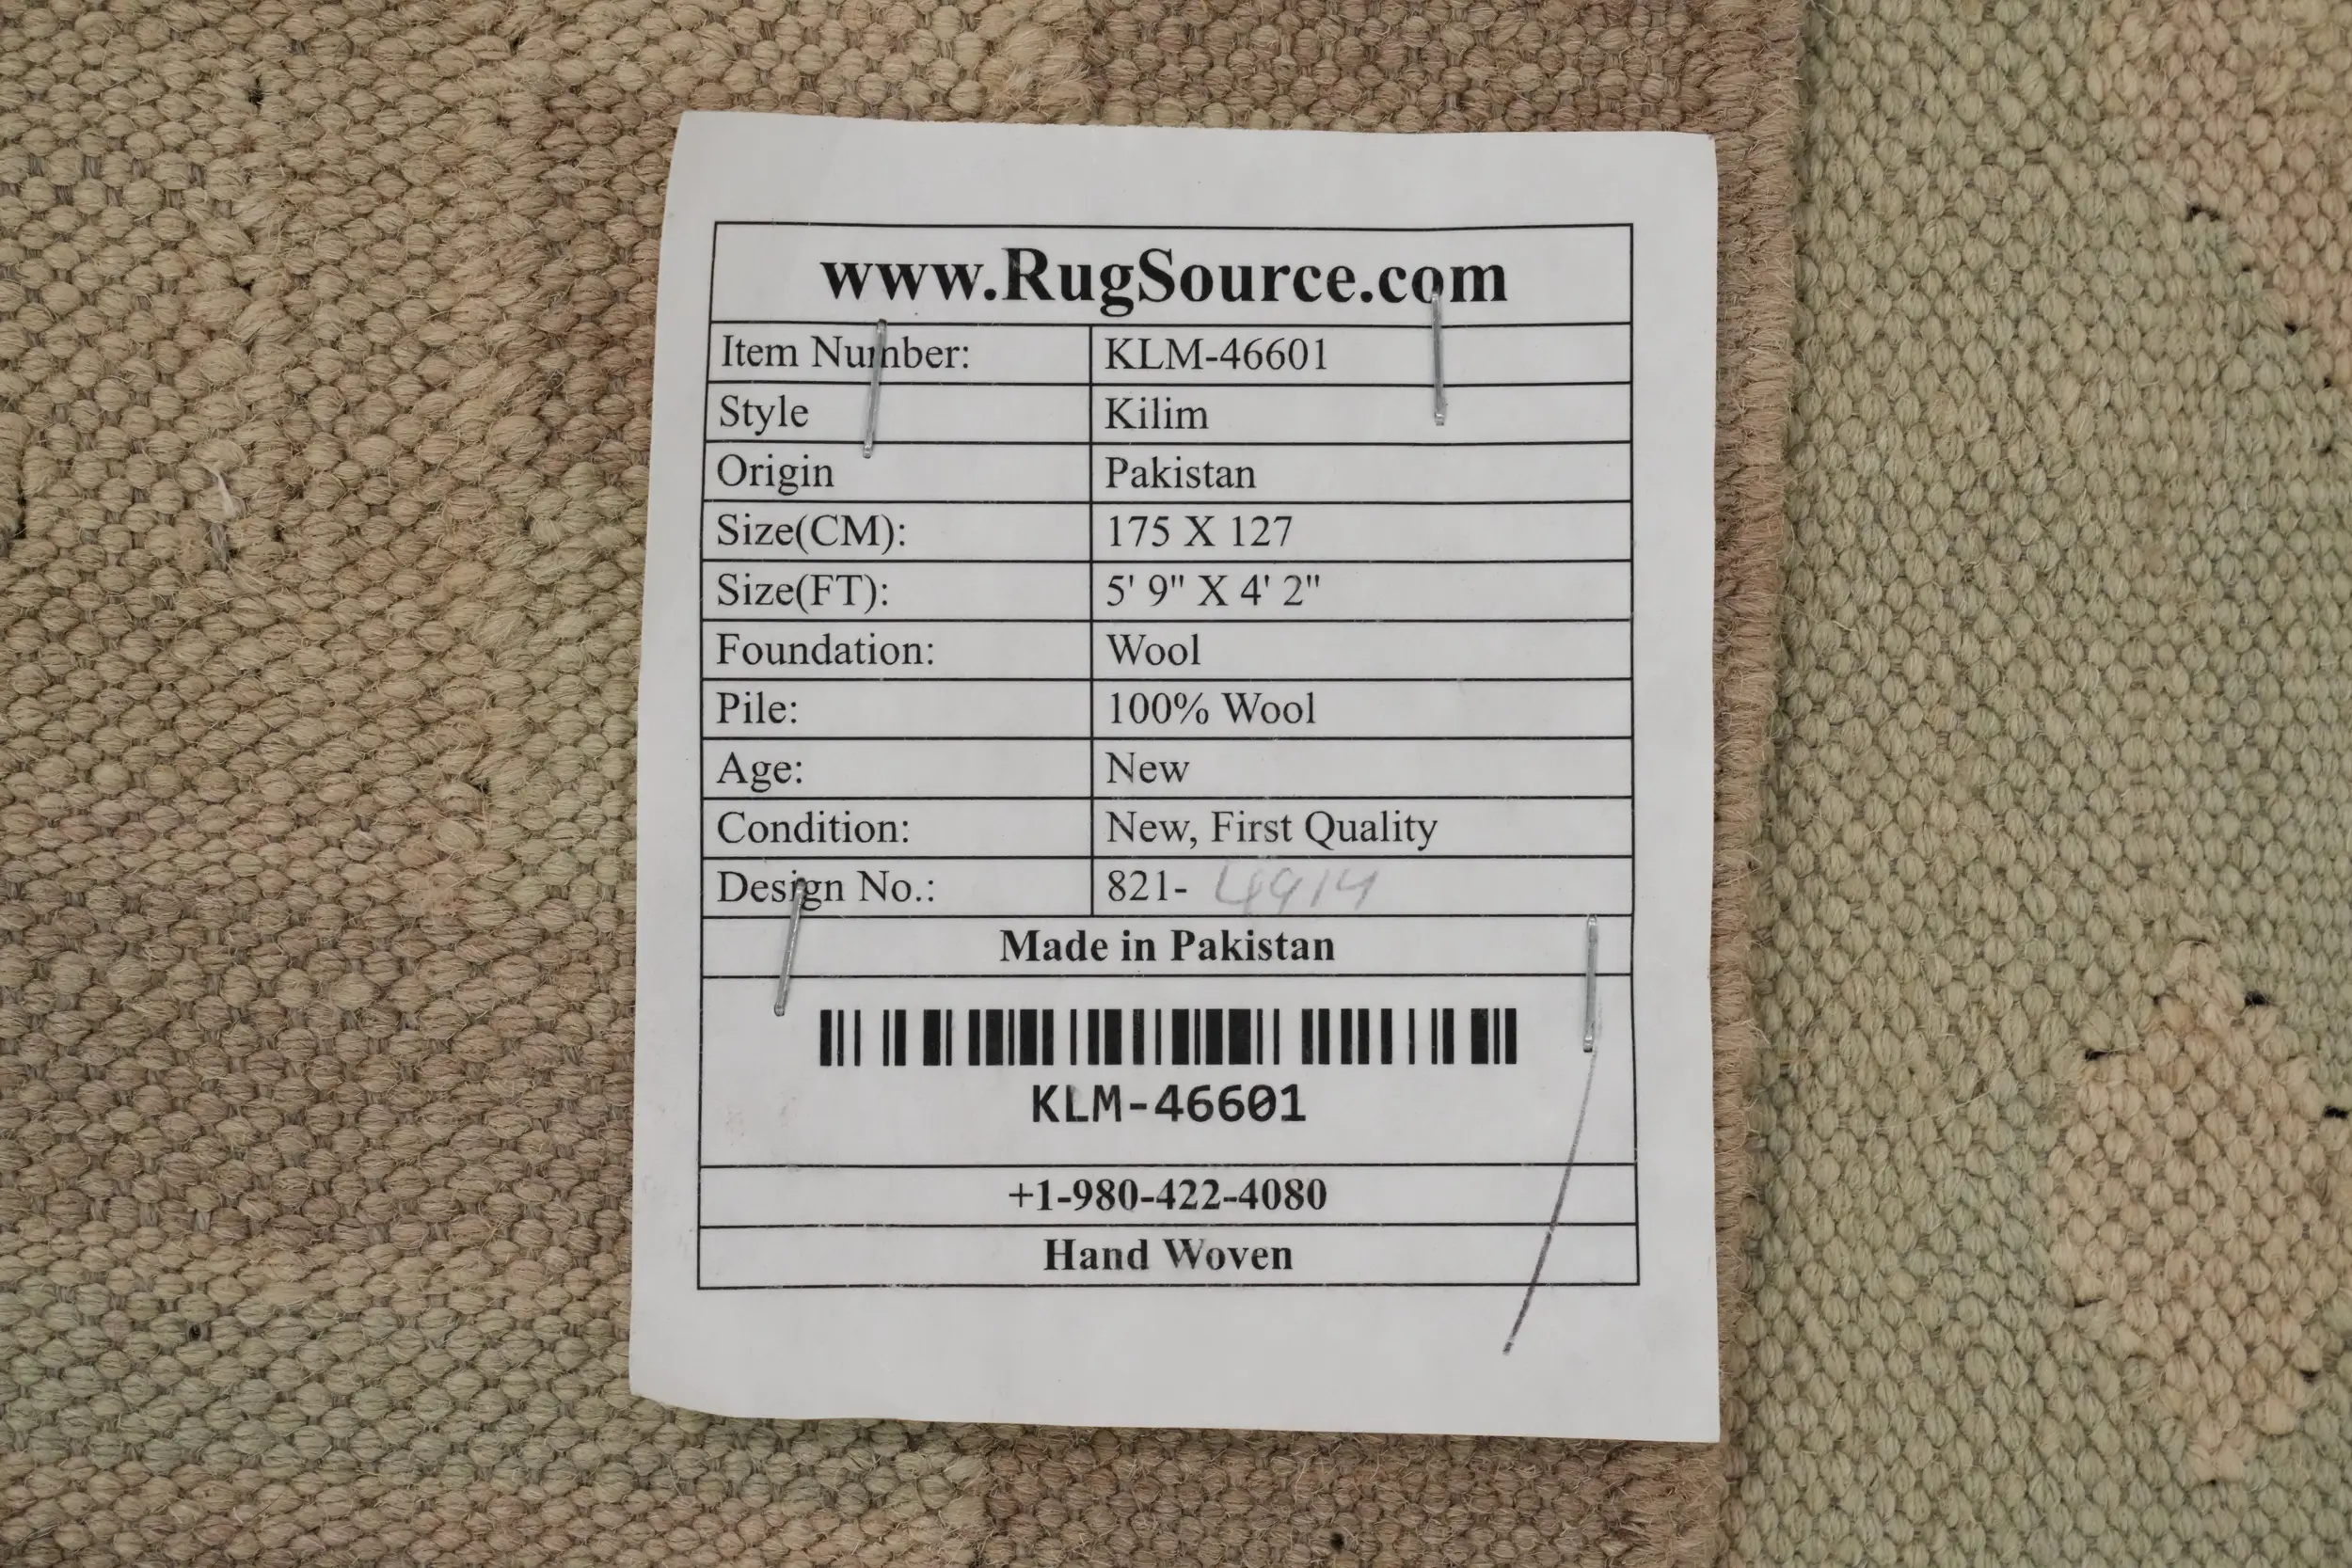 www.RugSource.com
Item Number: KLM-46601
Style Kilim
Origin Pakistan
Size(CM): 175 X 127
Size(FT): 5' 9" X 4' 2"
Foundation: Wool
Pile: 100% Wool
Age: New
Condition: New, First Quality
Design No.: 821- 4914
Made in Pakistan
KLM-46601
+1-980-422-4080
Hand Woven